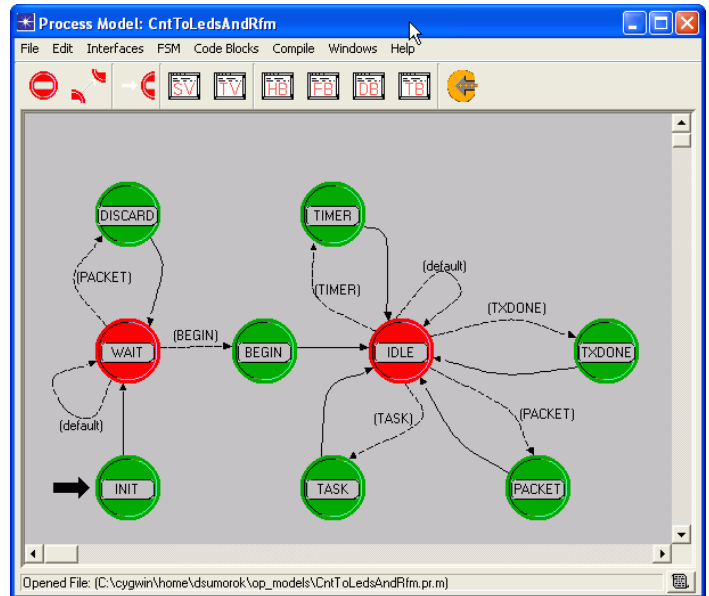 Process Model: CntToLedsAndRfm
File Edit Interfaces FSM Code Blocks Compile Windows Help
SV TV HB FB DB TB
DISCARD TIMER
(default)
(PACKET)
(TIMER)
(TXDONE)
(BEGIN)
WAIT BEGIN IDLE TXDONE
(PACKET)
(TASK)
(default)
INIT TASK PACKET
Opened File: (C:\cygwin\home\dsumorok\op_models\CntToLedsAndRfm.pr.m)